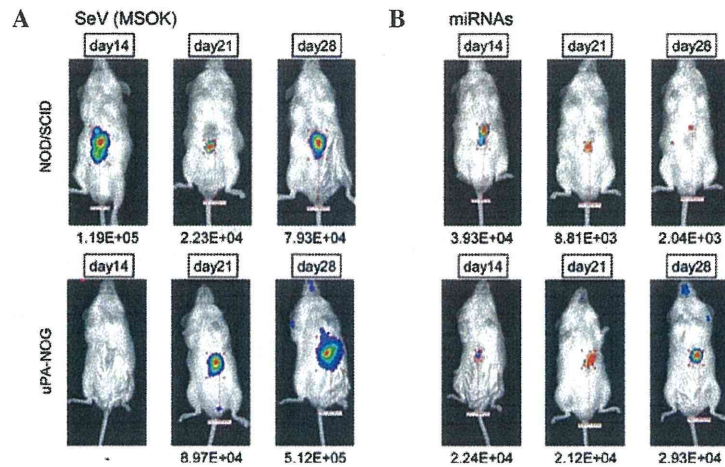 A SeV (MSOK) B miRNAs
day14 day21 day28 day14 day21 day28
NOD/SCID
1.19E+05 2.23E+04 7.93E+04 3.93E+04 8.81E+03 2.04E+03
day14 day21 day28 day14 day21 day28
uPA-NOG
- 8.97E+04 5.12E+05 2.24E+04 2.12E+04 2.93E+04